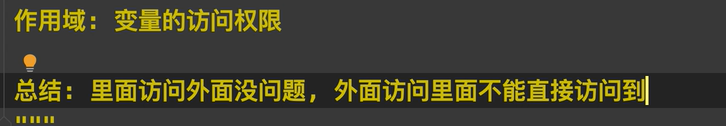 作用域：变量的访问权限
总结：里面访问外面没问题，外面访问里面不能直接访问到
"""